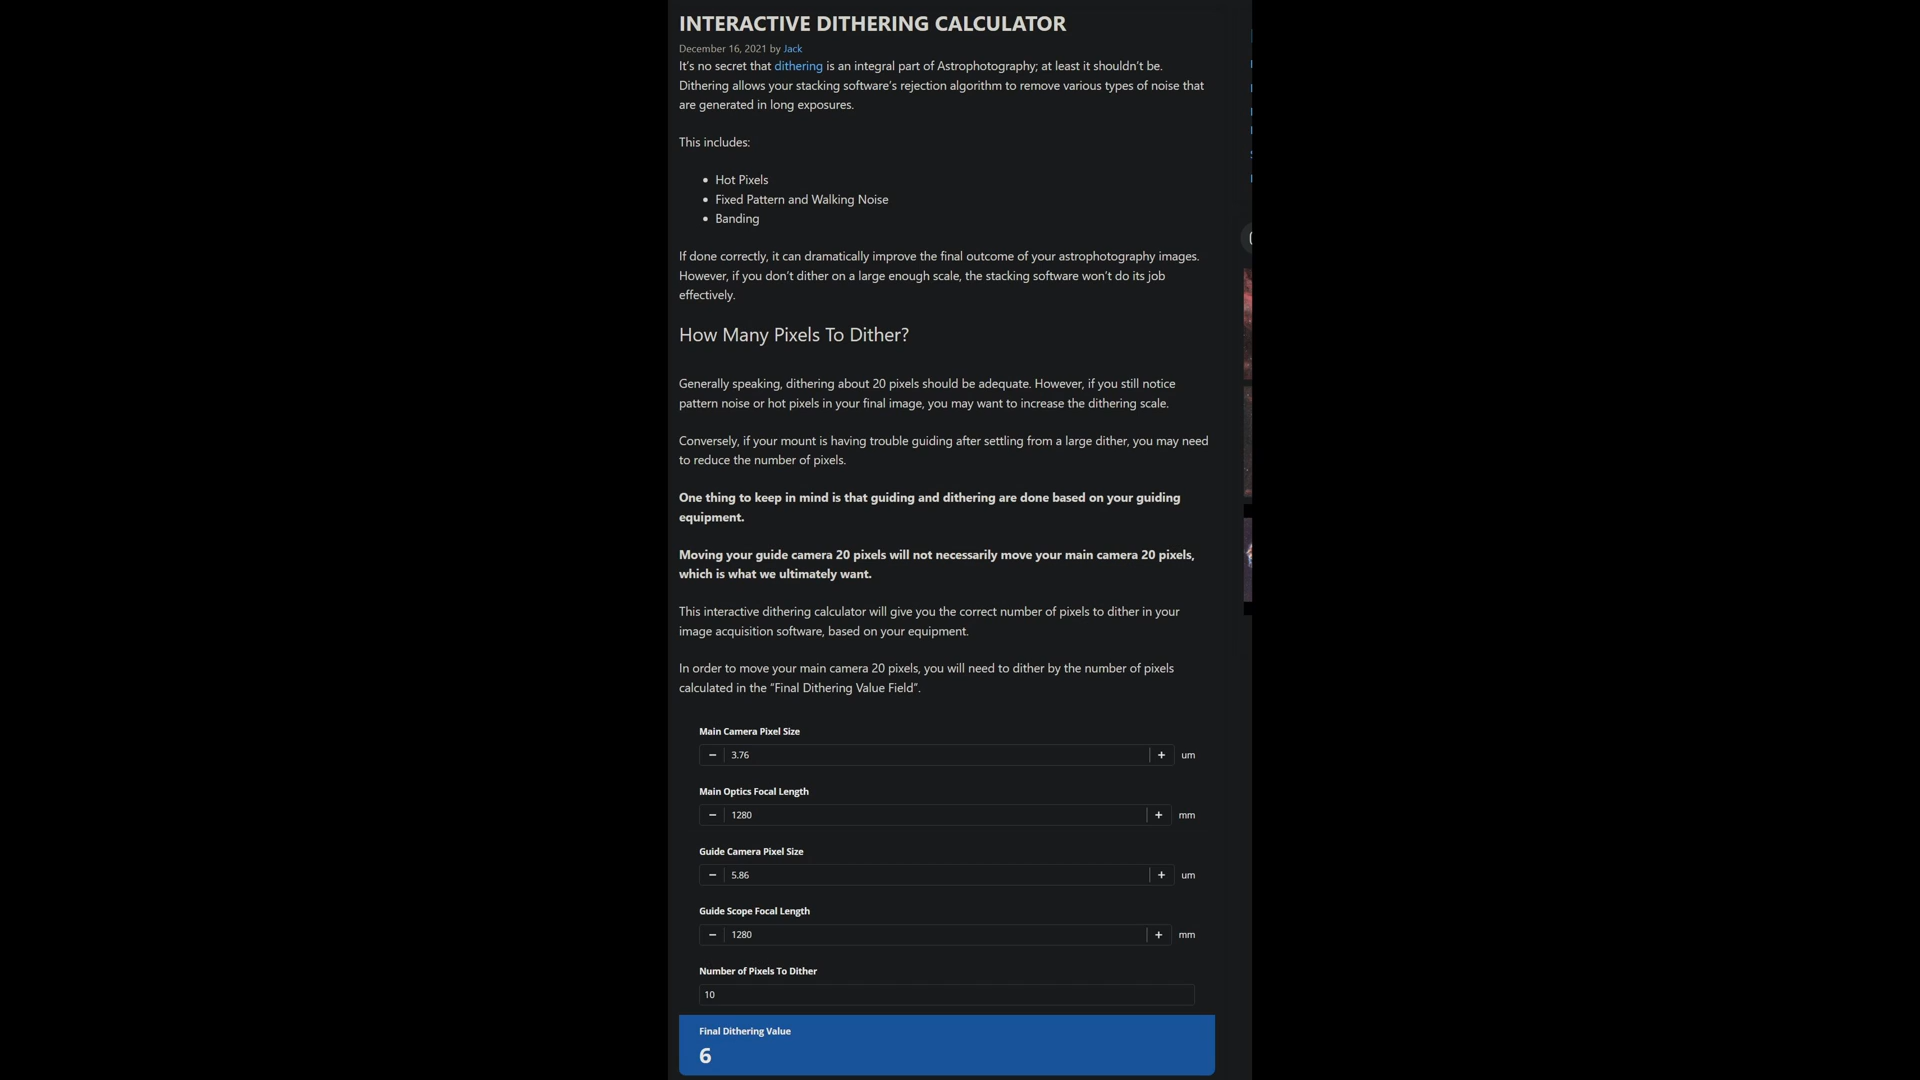 INTERACTIVE DITHERING CALCULATOR
December 16, 2021 by Jack
It's no secret that dithering is an integral part of Astrophotography; at least it shouldn't be.
Dithering allows your stacking software's rejection algorithm to remove various types of noise that
are generated in long exposures.
This includes:
• Hot Pixels
• Fixed Pattern and Walking Noise
• Banding
If done correctly, it can dramatically improve the final outcome of your astrophotography images.
However, if you don't dither on a large enough scale, the stacking software won't do its job
effectively.
How Many Pixels To Dither?
Generally speaking, dithering about 20 pixels should be adequate. However, if you still notice
pattern noise or hot pixels in your final image, you may want to increase the dithering scale.
Conversely, if your mount is having trouble guiding after settling from a large dither, you may need
to reduce the number of pixels.
One thing to keep in mind is that guiding and dithering are done based on your guiding
equipment.
Moving your guide camera 20 pixels will not necessarily move your main camera 20 pixels,
which is what we ultimately want.
This interactive dithering calculator will give you the correct number of pixels to dither in your
image acquisition software, based on your equipment.
In order to move your main camera 20 pixels, you will need to dither by the number of pixels
calculated in the “Final Dithering Value Field”.
Main Camera Pixel Size
− 3.76 + um
Main Optics Focal Length
− 1280 + mm
Guide Camera Pixel Size
− 5.86 + um
Guide Scope Focal Length
− 1280 + mm
Number of Pixels To Dither
10
Final Dithering Value
6